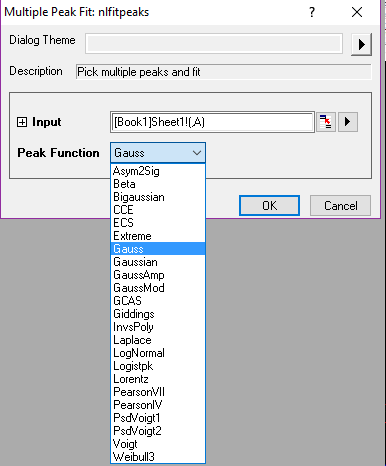 Multiple Peak Fit: nlfitpeaks
Dialog Theme
Description Pick multiple peaks and fit
Input [Book1]Sheet1!(,A)
Peak Function Gauss
Asym2Sig
Beta
Bigaussian
CCE
ECS
Extreme
Gauss
Gaussian
GaussAmp
GaussMod
GCAS
Giddings
InvsPoly
Laplace
LogNormal
Logistpk
Lorentz
PearsonVII
PearsonIV
PsdVoigt1
PsdVoigt2
Voigt
Weibull3
OK Cancel